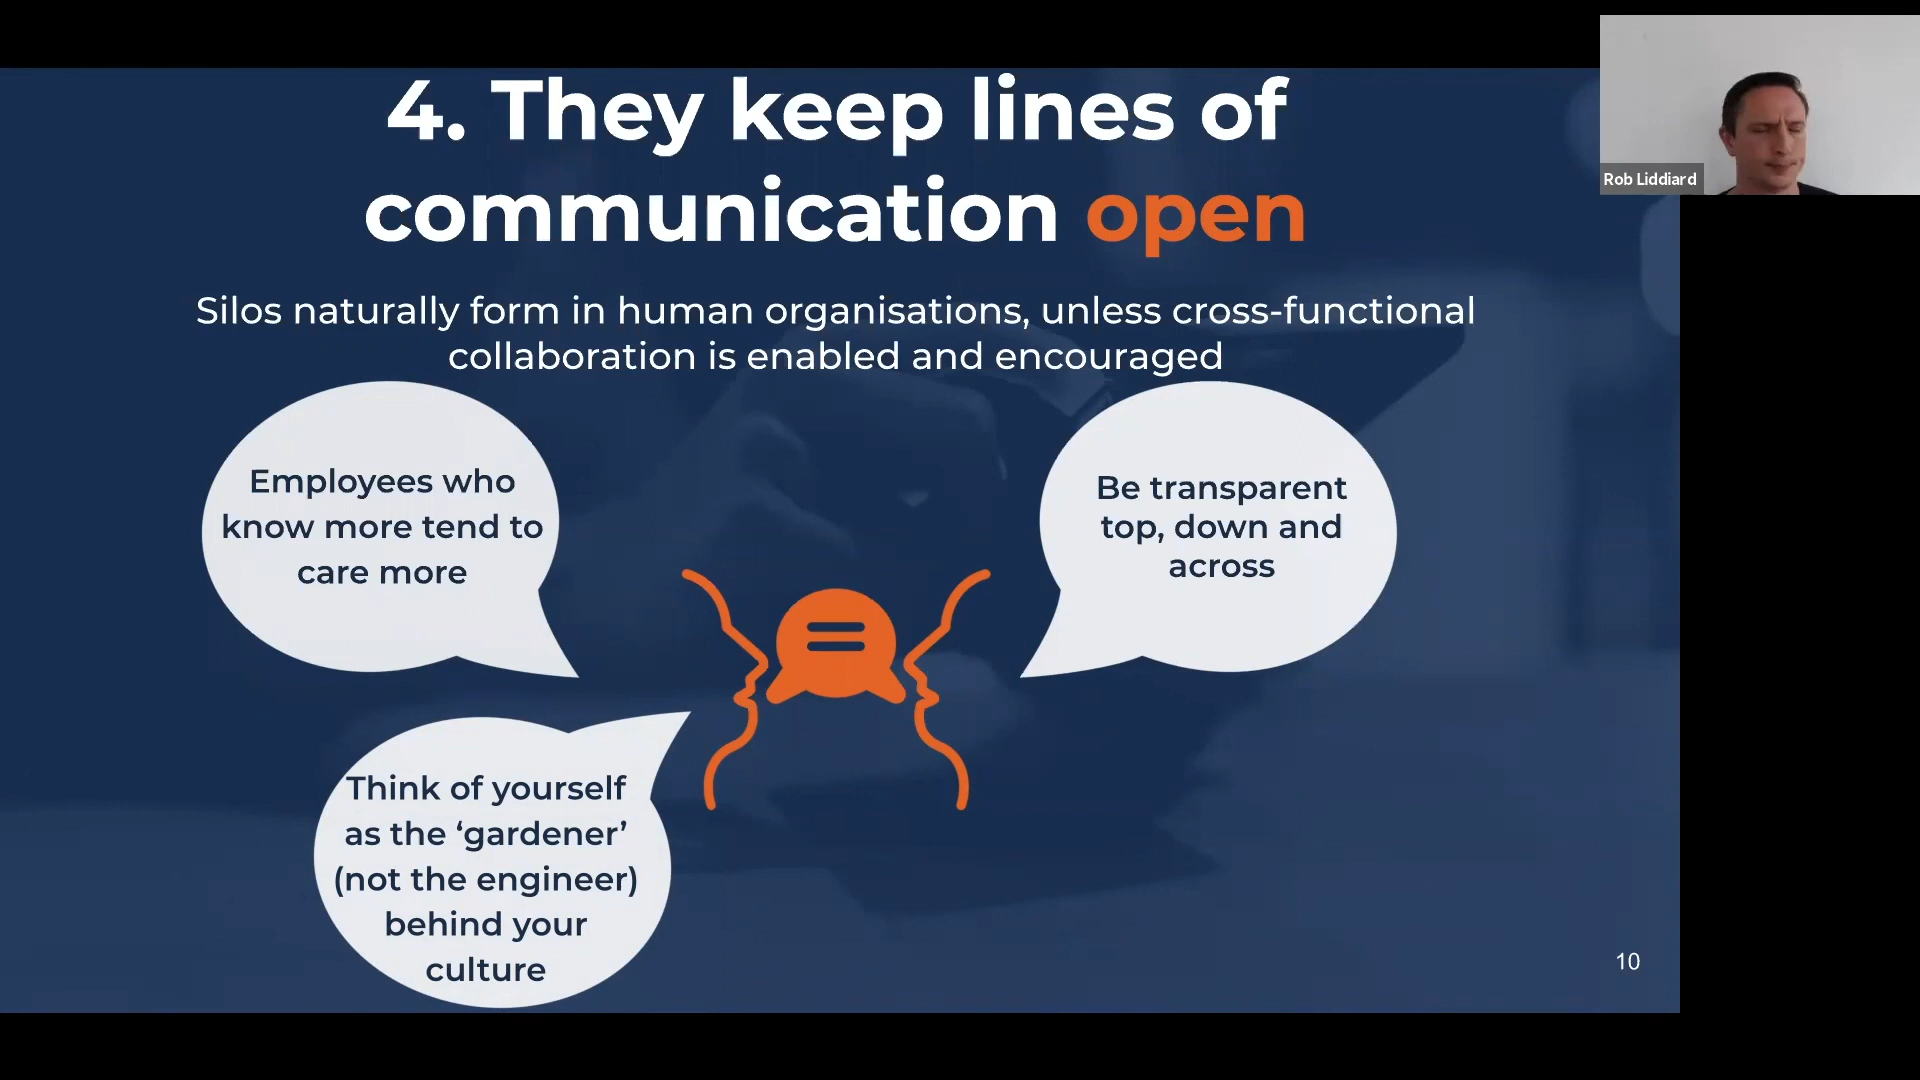 4. They keep lines of
communication open
Silos naturally form in human organisations, unless cross-functional
collaboration is enabled and encouraged
Employees who
know more tend to
care more
Be transparent
top, down and
across
Think of yourself
as the ‘gardener’
(not the engineer)
behind your
culture
10
Rob Liddiard